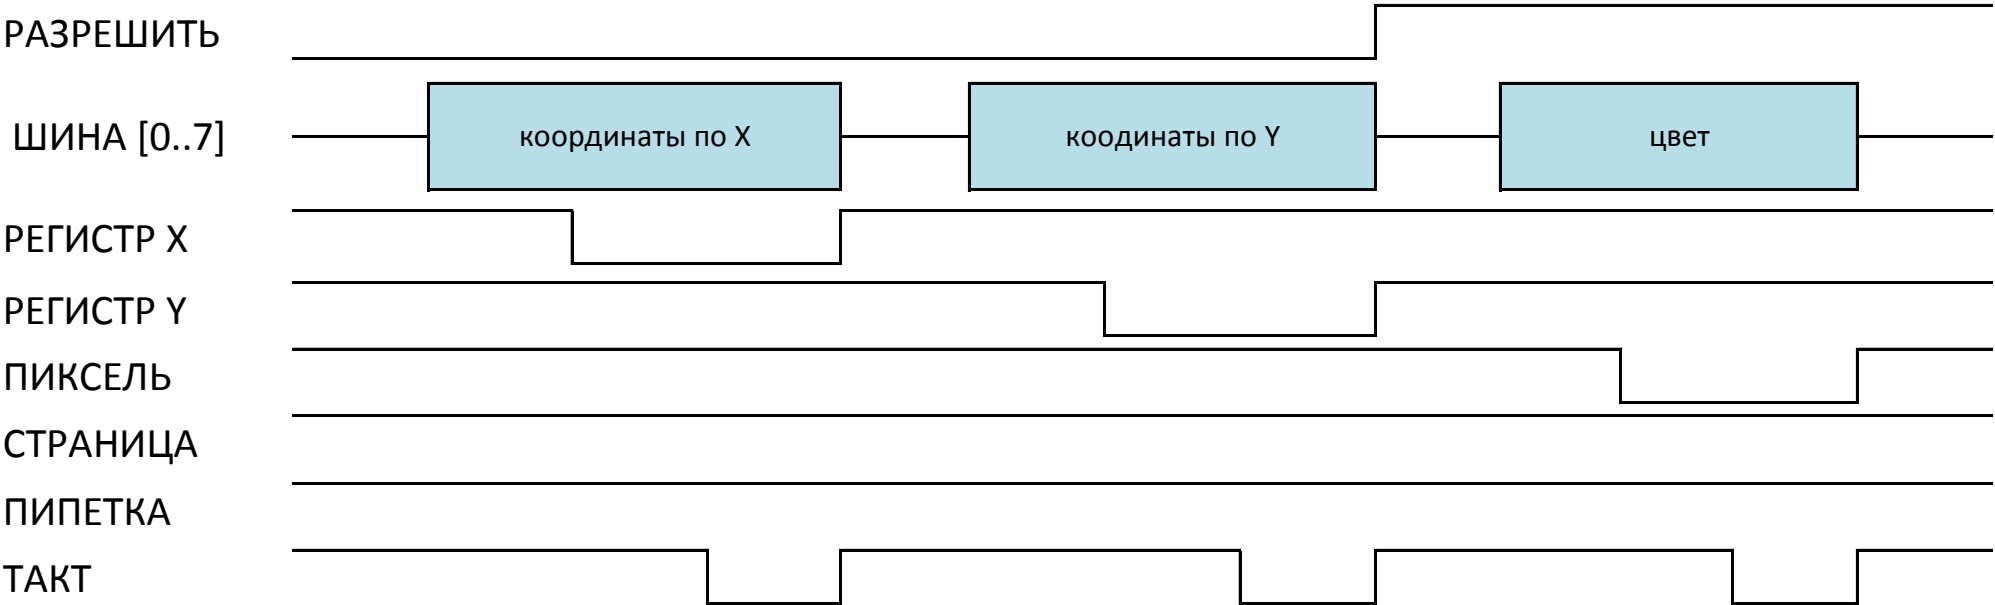 РАЗРЕШИТЬ
ШИНА [0..7]
координаты по X
коодинаты по Y
цвет
РЕГИСТР X
РЕГИСТР Y
ПИКСЕЛЬ
СТРАНИЦА
ПИПЕТКА
ТАКТ